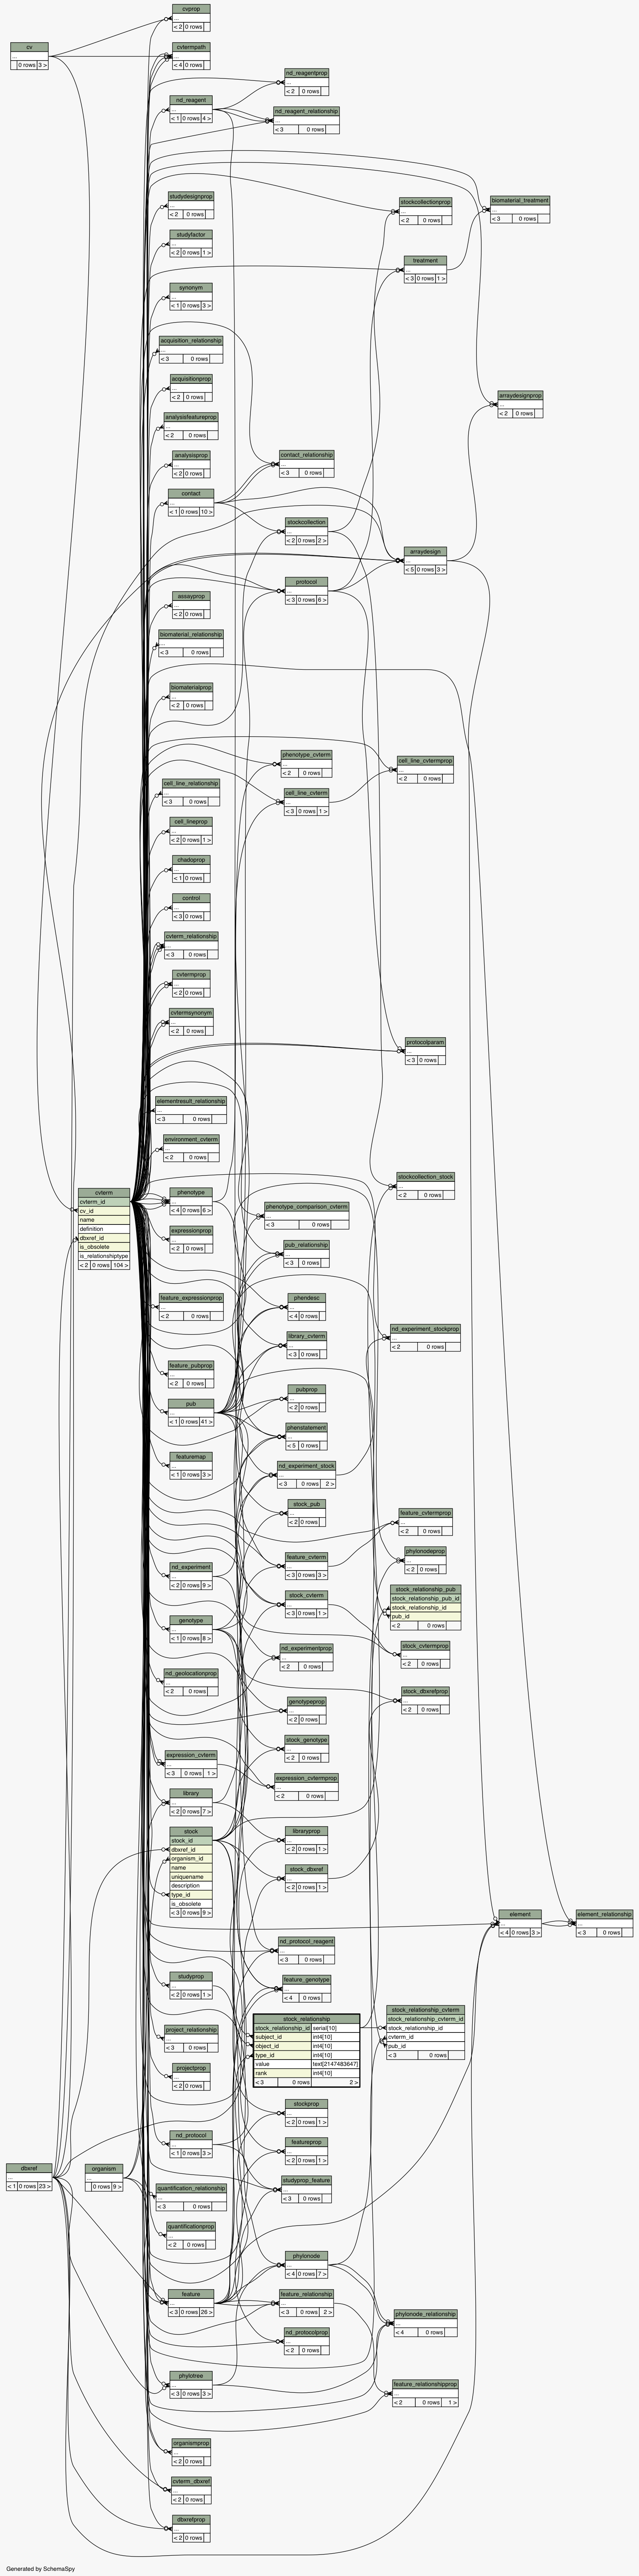 cv
...
0 rows 3 >
cvterm
cvterm_id
cv_id
name
definition
dbxref_id
is_obsolete
is_relationshiptype
< 2 0 rows 104 >
dbxref
...
< 1 0 rows 23 >
organism
...
0 rows 9 >
cvprop
...
< 2 0 rows
cvtermpath
...
< 4 0 rows
nd_reagent
...
< 1 0 rows 4 >
studydesignprop
...
< 2 0 rows
studyfactor
...
< 2 0 rows 1 >
synonym
...
< 1 0 rows 3 >
acquisition_relationship
...
< 3 0 rows
acquisitionprop
...
< 2 0 rows
analysisfeatureprop
...
< 2 0 rows
analysisprop
...
< 2 0 rows
contact
...
< 1 0 rows 10 >
assayprop
...
< 2 0 rows
biomaterial_relationship
...
< 3 0 rows
biomaterialprop
...
< 2 0 rows
cell_line_relationship
...
< 3 0 rows
cell_lineprop
...
< 2 0 rows 1 >
chadoprop
...
< 1 0 rows
control
...
< 3 0 rows
cvterm_relationship
...
< 3 0 rows
cvtermprop
...
< 2 0 rows
cvtermsynonym
...
< 2 0 rows
elementresult_relationship
...
< 3 0 rows
environment_cvterm
...
< 2 0 rows
phenotype
...
< 4 0 rows 6 >
expressionprop
...
< 2 0 rows
feature_expressionprop
...
< 2 0 rows
feature_pubprop
...
< 2 0 rows
pub
...
< 1 0 rows 41 >
featuremap
...
< 1 0 rows 3 >
nd_experiment
...
< 2 0 rows 9 >
genotype
...
< 1 0 rows 8 >
nd_geolocationprop
...
< 2 0 rows
expression_cvterm
...
< 3 0 rows 1 >
library
...
< 2 0 rows 7 >
stock
stock_id
dbxref_id
organism_id
name
uniquename
description
type_id
is_obsolete
< 3 0 rows 9 >
studyprop
...
< 2 0 rows 1 >
project_relationship
...
< 3 0 rows
projectprop
...
< 2 0 rows
nd_protocol
...
< 1 0 rows 3 >
quantification_relationship
...
< 3 0 rows
quantificationprop
...
< 2 0 rows
feature
...
< 3 0 rows 26 >
phylotree
...
< 3 0 rows 3 >
organismprop
...
< 2 0 rows
cvterm_dbxref
...
< 2 0 rows
dbxrefprop
...
< 2 0 rows
nd_reagentprop
...
< 2 0 rows
nd_reagent_relationship
...
< 3 0 rows
contact_relationship
...
< 3 0 rows
stockcollection
...
< 2 0 rows 2 >
protocol
...
< 3 0 rows 6 >
phenotype_cvterm
...
< 2 0 rows
cell_line_cvterm
...
< 3 0 rows 1 >
phenotype_comparison_cvterm
...
< 3 0 rows
pub_relationship
...
< 3 0 rows
phendesc
...
< 4 0 rows
library_cvterm
...
< 3 0 rows
pubprop
...
< 2 0 rows
phenstatement
...
< 5 0 rows
nd_experiment_stock
...
< 3 0 rows 2 >
stock_pub
...
< 2 0 rows
feature_cvterm
...
< 3 0 rows 3 >
stock_cvterm
...
< 3 0 rows 1 >
nd_experimentprop
...
< 2 0 rows
genotypeprop
...
< 2 0 rows
stock_genotype
...
< 2 0 rows
expression_cvtermprop
...
< 2 0 rows
libraryprop
...
< 2 0 rows 1 >
stock_dbxref
...
< 2 0 rows 1 >
nd_protocol_reagent
...
< 3 0 rows
feature_genotype
...
< 4 0 rows
stock_relationship
stock_relationship_id serial[10]
subject_id int4[10]
object_id int4[10]
type_id int4[10]
value text[2147483647]
rank int4[10]
< 3 0 rows 2 >
stockprop
...
< 2 0 rows 1 >
featureprop
...
< 2 0 rows 1 >
studyprop_feature
...
< 3 0 rows
phylonode
...
< 4 0 rows 7 >
feature_relationship
...
< 3 0 rows 2 >
nd_protocolprop
...
< 2 0 rows
stockcollectionprop
...
< 2 0 rows
treatment
...
< 3 0 rows 1 >
arraydesign
...
< 5 0 rows 3 >
cell_line_cvtermprop
...
< 2 0 rows
protocolparam
...
< 3 0 rows
stockcollection_stock
...
< 2 0 rows
nd_experiment_stockprop
...
< 2 0 rows
feature_cvtermprop
...
< 2 0 rows
phylonodeprop
...
< 2 0 rows
stock_relationship_pub
stock_relationship_pub_id
stock_relationship_id
pub_id
< 2 0 rows
stock_cvtermprop
...
< 2 0 rows
stock_dbxrefprop
...
< 2 0 rows
stock_relationship_cvterm
stock_relationship_cvterm_id
stock_relationship_id
cvterm_id
pub_id
< 3 0 rows
phylonode_relationship
...
< 4 0 rows
feature_relationshipprop
...
< 2 0 rows 1 >
biomaterial_treatment
...
< 3 0 rows
arraydesignprop
...
< 2 0 rows
element
...
< 4 0 rows 3 >
element_relationship
...
< 3 0 rows
Generated by SchemaSpy